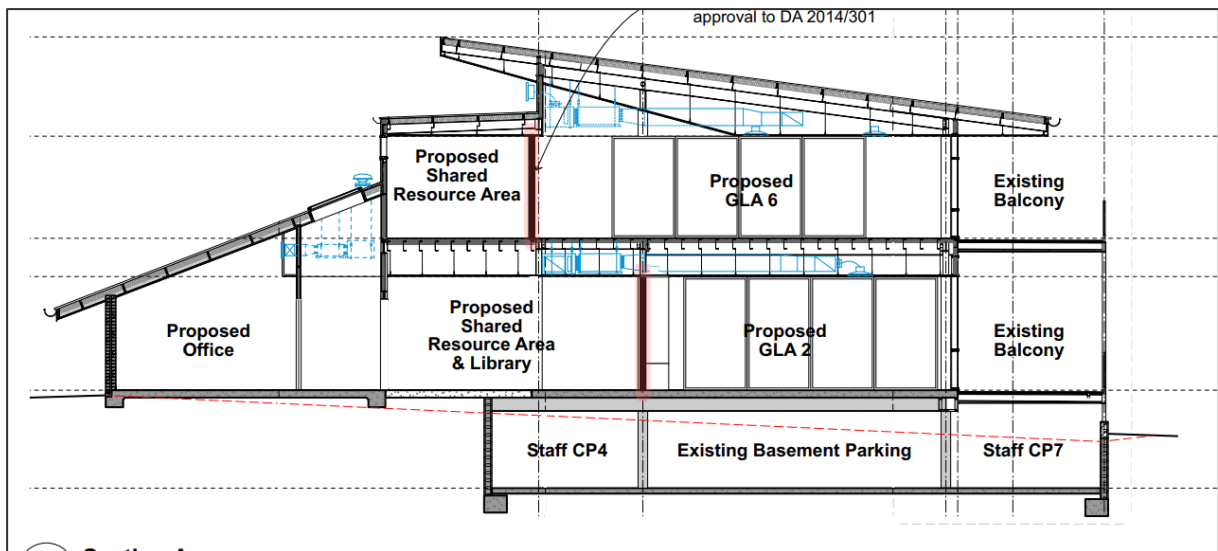 approval to DA 2014/301
Proposed
Shared
Resource Area
Proposed
GLA 6
Existing
Balcony
Proposed
Office
Proposed
Shared
Resource Area
& Library
Proposed
GLA 2
Existing
Balcony
Staff CP4
Existing Basement Parking
Staff CP7